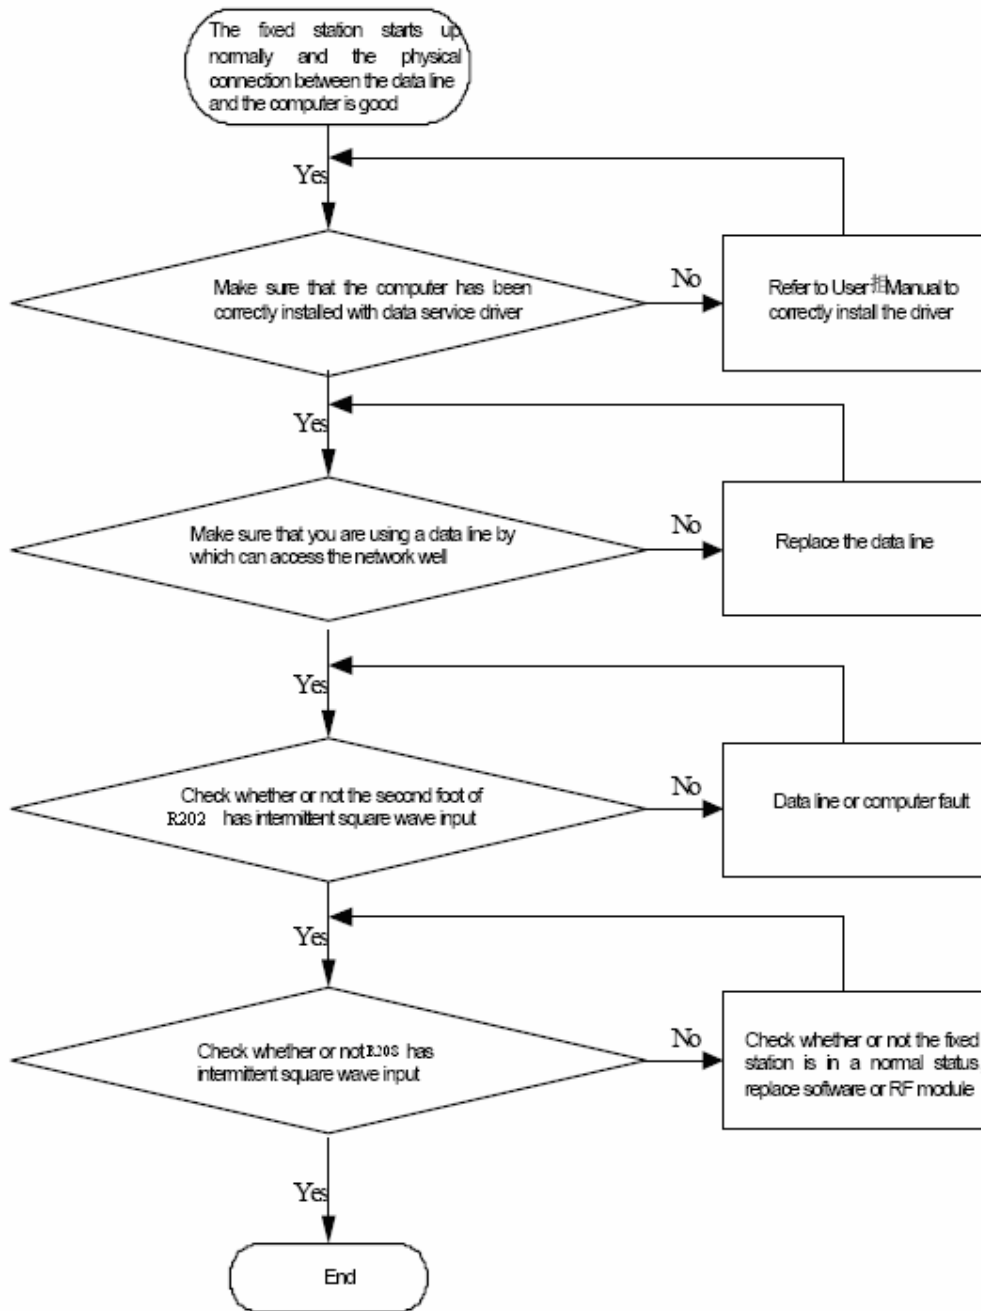 The fixed station starts up
normally and the physical
connection between the data line
and the computer is good
Yes
Make sure that the computer has been
correctly installed with data service driver
No
Refer to User 抯 Manual to
correctly install the driver
Yes
Make sure that you are using a data line by
which can access the network well
No
Replace the data line
Yes
Check whether or not the second foot of
R202 has intermittent square wave input
No
Data line or computer fault
Yes
Check whether or not R208 has
intermittent square wave input
No
Check whether or not the fixed
station is in a normal status,
replace software or RF module
Yes
End